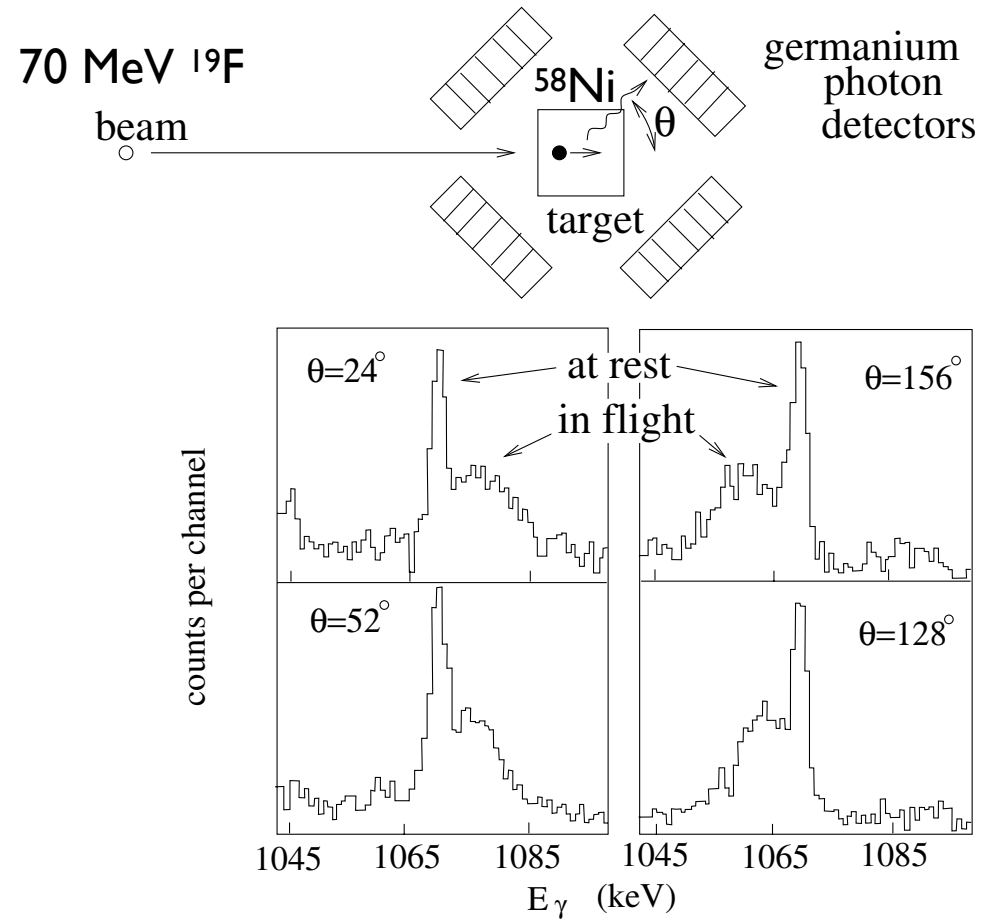 70 MeV ¹⁹F
beam
⁵⁸Ni
θ
target
germanium
photon
detectors
θ=24°
at rest
in flight
θ=156°
θ=52°
θ=128°
counts per channel
1045 1065 1085
1045 1065 1085
E γ (keV)